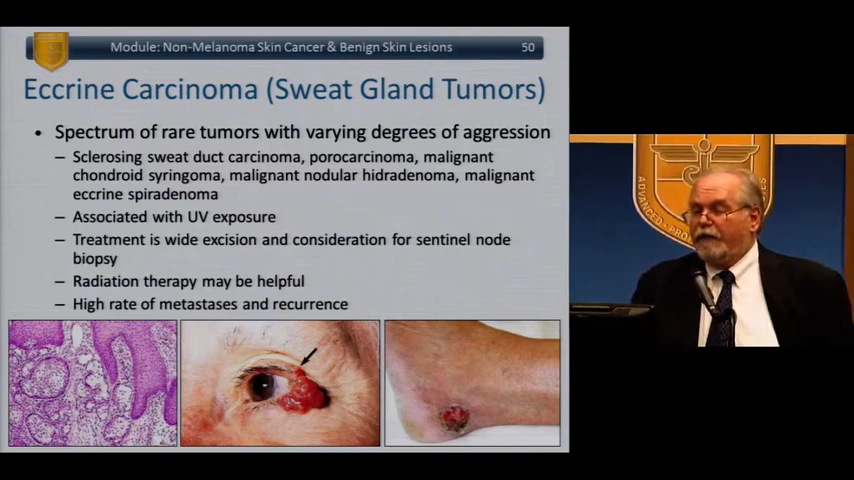 Module: Non-Melanoma Skin Cancer & Benign Skin Lesions 50
Eccrine Carcinoma (Sweat Gland Tumors)
• Spectrum of rare tumors with varying degrees of aggression
– Sclerosing sweat duct carcinoma, porocarcinoma, malignant
chondroid syringoma, malignant nodular hidradenoma, malignant
eccrine spiradenoma
– Associated with UV exposure
– Treatment is wide excision and consideration for sentinel node
biopsy
– Radiation therapy may be helpful
– High rate of metastases and recurrence
ADVANCED